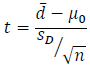 t = (d̄ − μ₀) / (s_D / √n)